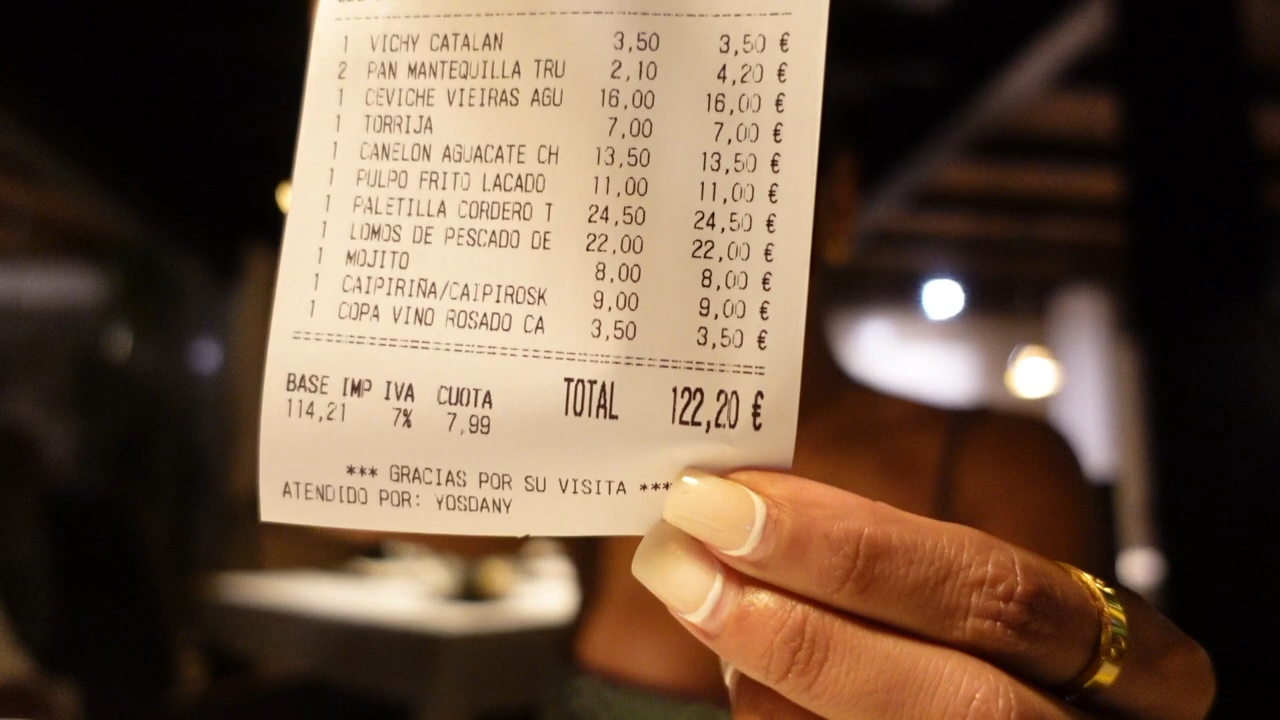 1 VICHY CATALAN 3,50 3,50 €
2 PAN MANTEQUILLA TRU 2,10 4,20 €
1 CEVICHE VIEIRAS AGU 16,00 16,00 €
1 TORRIJA 7,00 7,00 €
1 CANELON AGUACATE CH 13,50 13,50 €
1 PULPO FRITO LACADO 11,00 11,00 €
1 PALETILLA CORDERO T 24,50 24,50 €
1 LOMOS DE PESCADO DE 22,00 22,00 €
1 MOJITO 8,00 8,00 €
1 CAIPIRIÑA/CAIPIROSK 9,00 9,00 €
1 COPA VINO ROSADO CA 3,50 3,50 €
BASE IMP IVA CUOTA TOTAL 122,20 €
114,21 7% 7,99
*** GRACIAS POR SU VISITA ***
ATENDIDO POR: YOSDANY